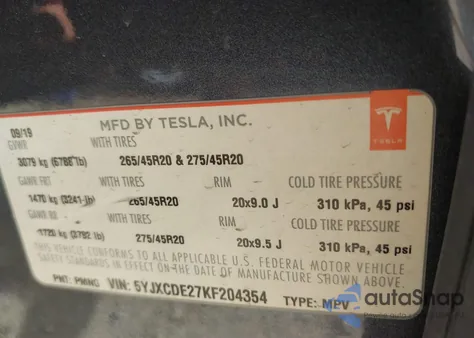 09/19 MFD BY TESLA, INC.
TESLA
GVWR WITH TIRES
3079 kg (6788 lb) 265/45R20 & 275/45R20
GAWR FRT WITH TIRES RIM COLD TIRE PRESSURE
1470 kg (3241 lb) 265/45R20 20x9.0 J 310 kPa, 45 psi
GAWR RR WITH TIRES RIM COLD TIRE PRESSURE
1720 kg (3792 lb) 275/45R20 20x9.5 J 310 kPa, 45 psi
THIS VEHICLE CONFORMS TO ALL APPLICABLE U.S. FEDERAL MOTOR VEHICLE
SAFETY STANDARDS IN EFFECT ON THE DATE OF MANUFACTURE SHOWN ABOVE.
PNT: PMNG VIN: 5YJXCDE27KF204354 TYPE: MPV
autoSnap